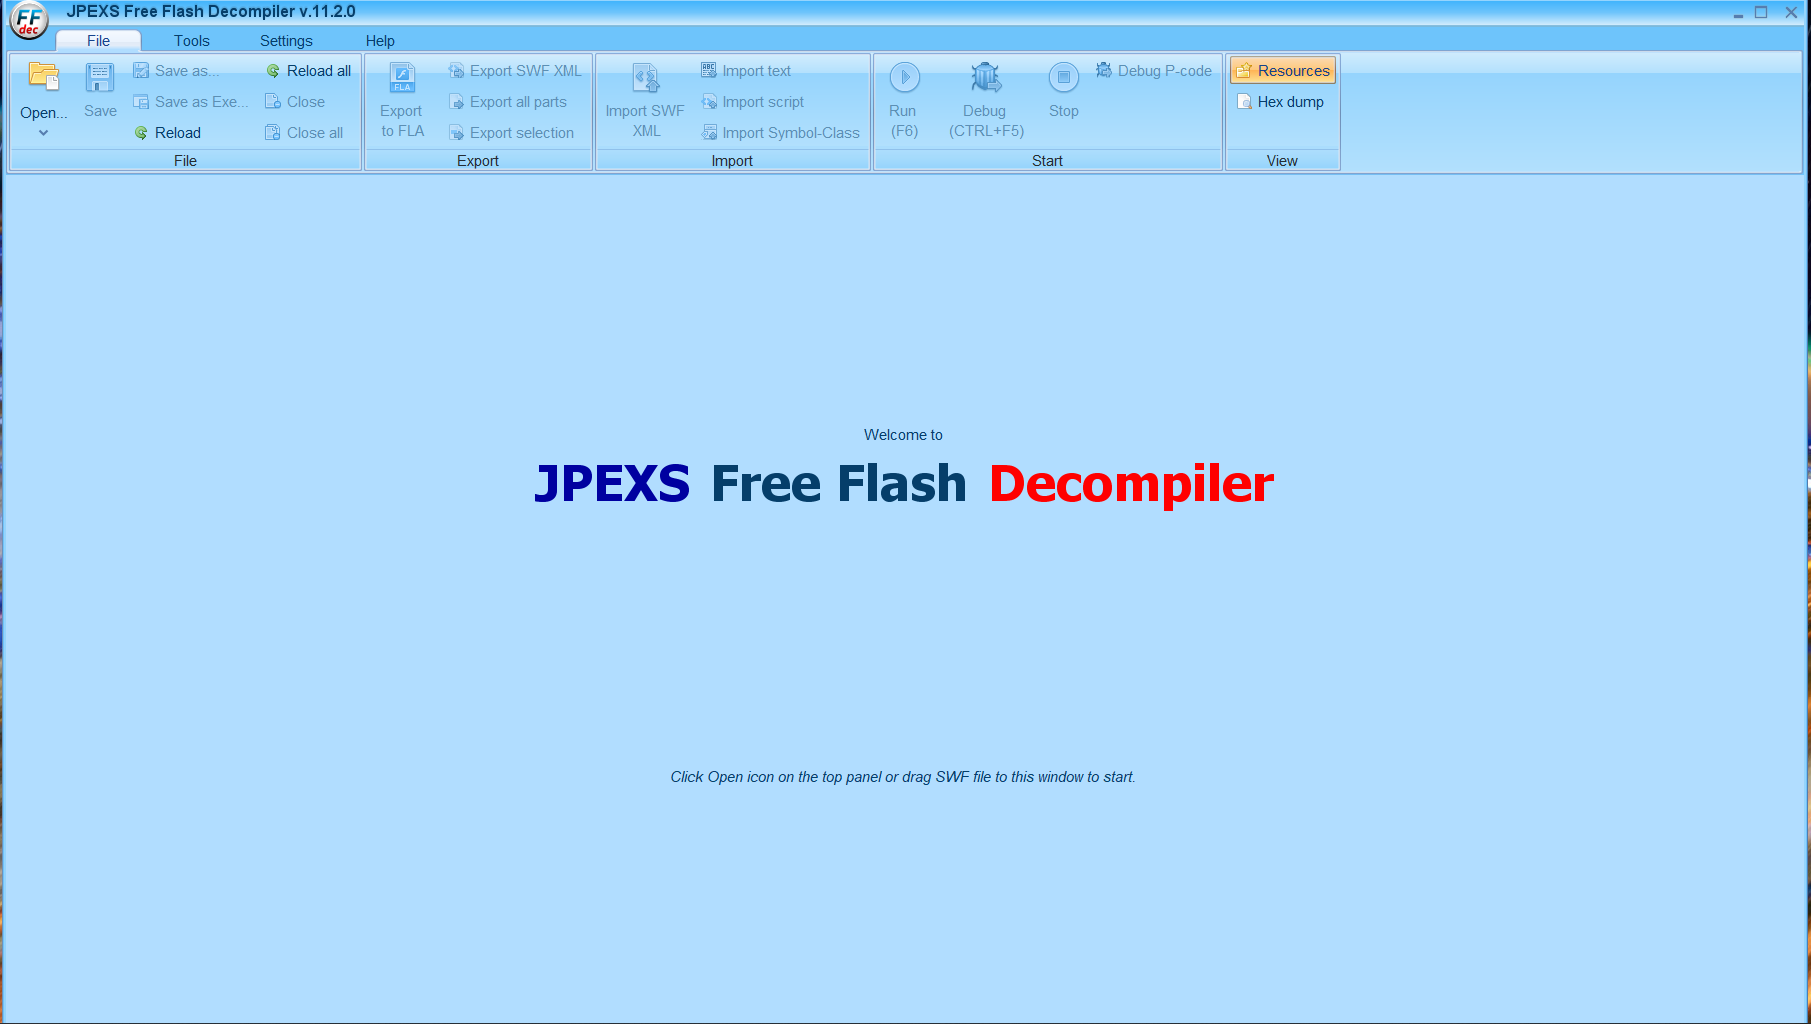 FF
dec
JPEXS Free Flash Decompiler v.11.2.0
File
Tools
Settings
Help
Open...
Save
Save as...
Save as Exe...
Reload
Reload all
Close
Close all
File
FLA
Export
to FLA
Export SWF XML
Export all parts
Export selection
Export
Import SWF
XML
ABC
Import text
Import script
Import Symbol-Class
Import
Run
(F6)
Debug
(CTRL+F5)
Stop
Debug P-code
Start
Resources
Hex dump
View
Welcome to
JPEXS Free Flash Decompiler
Click Open icon on the top panel or drag SWF file to this window to start.